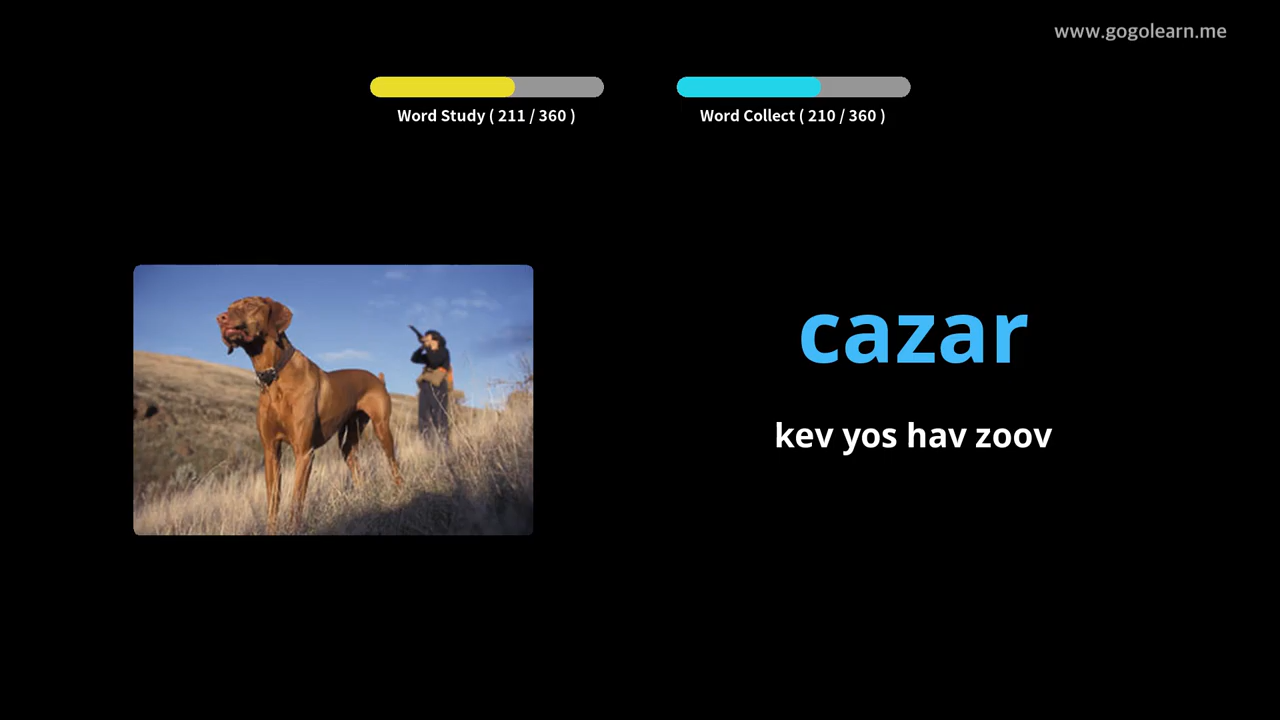 www.gogolearn.me
Word Study ( 211 / 360 )
Word Collect ( 210 / 360 )
cazar
kev yos hav zoov